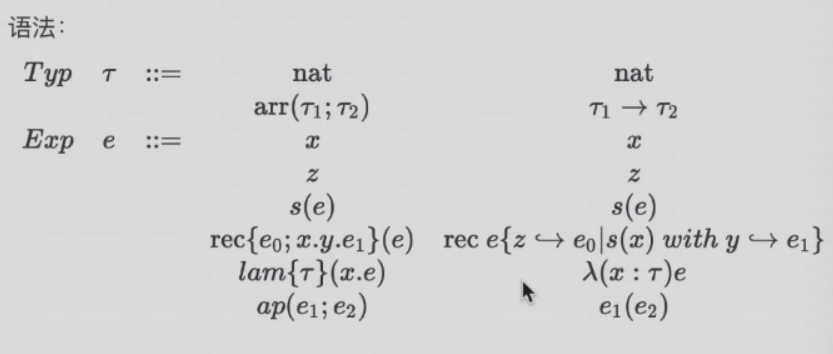 语法：
Typ τ ::= nat nat
arr(τ₁; τ₂) τ₁ → τ₂
Exp e ::= x x
z z
s(e) s(e)
rec{e₀; x.y.e₁}(e) rec e{z ↪ e₀|s(x) with y ↪ e₁}
lam{τ}(x.e) λ(x : τ)e
ap(e₁; e₂) e₁(e₂)